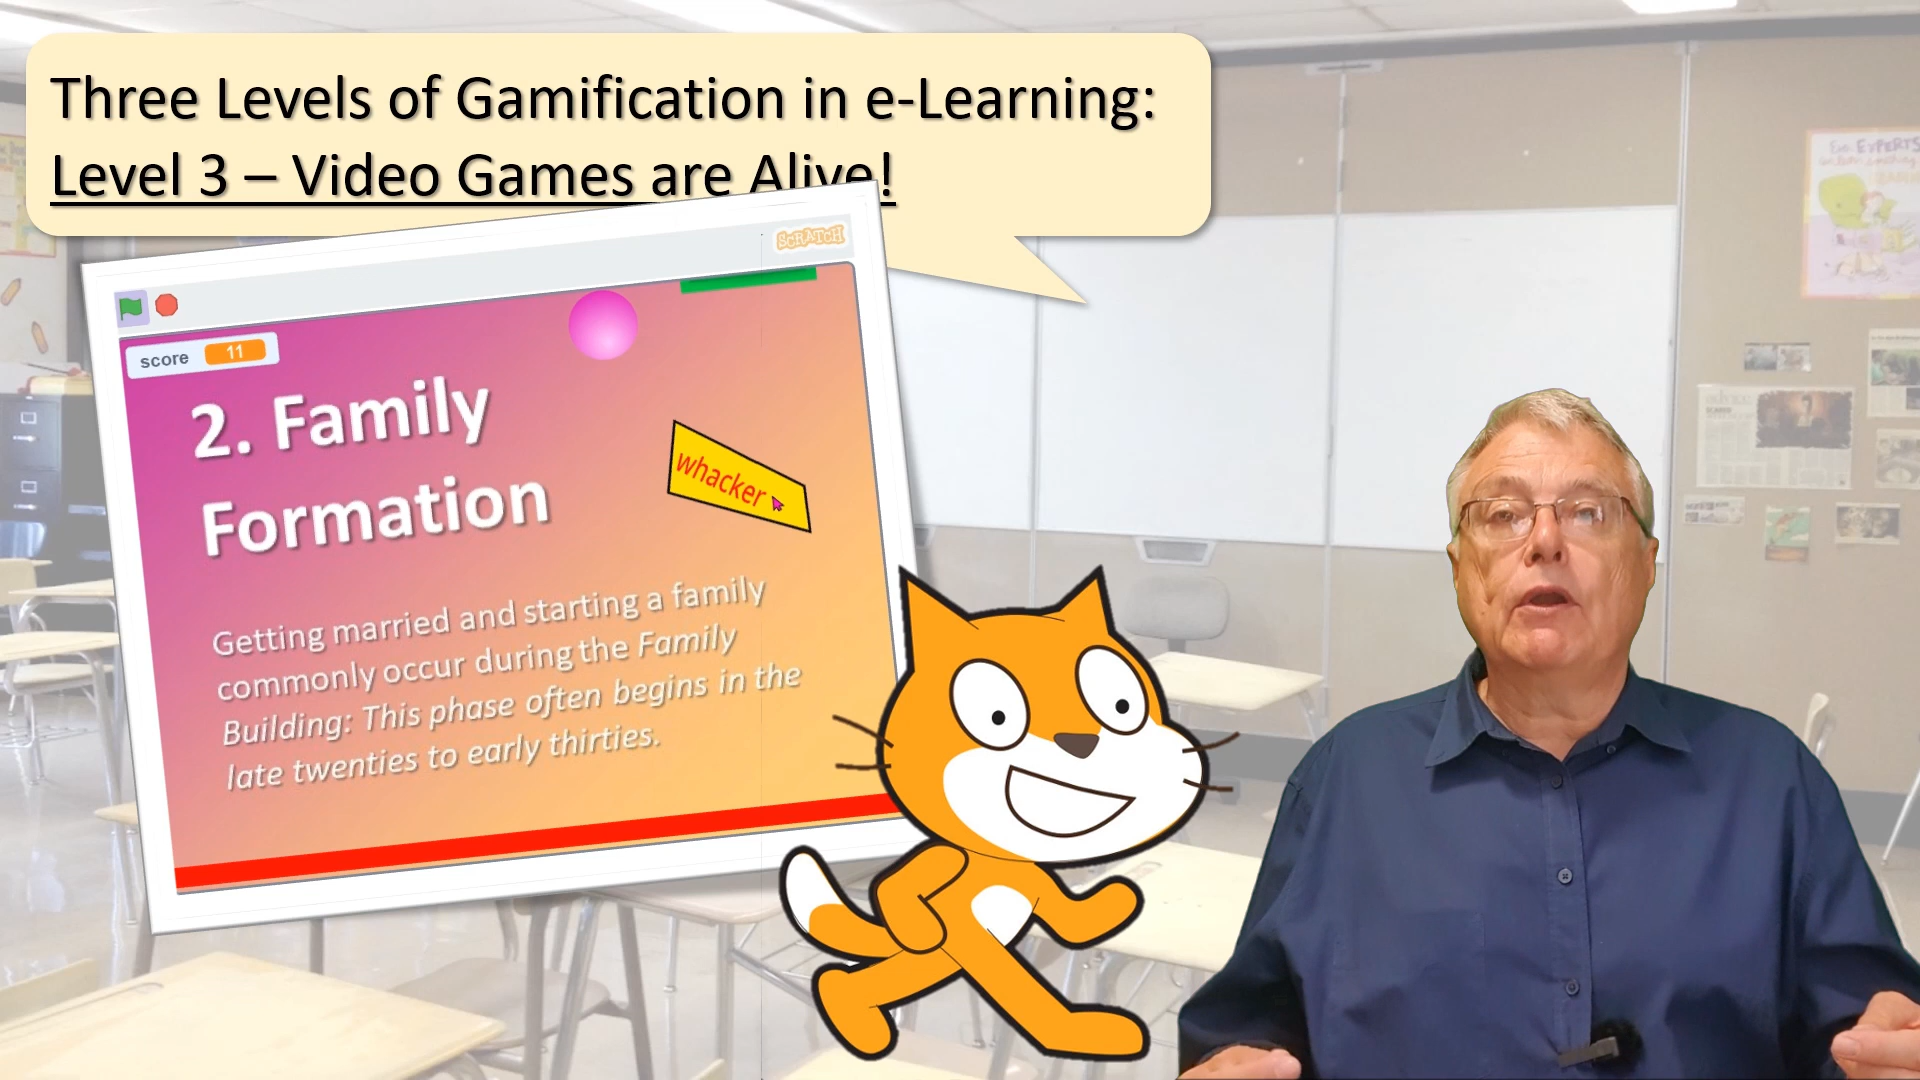 Three Levels of Gamification in e-Learning:
Level 3 – Video Games are Alive!
SCRATCH
score 11
2. Family
Formation
whacker
Getting married and starting a family
commonly occur during the Family
Building: This phase often begins in the
late twenties to early thirties.